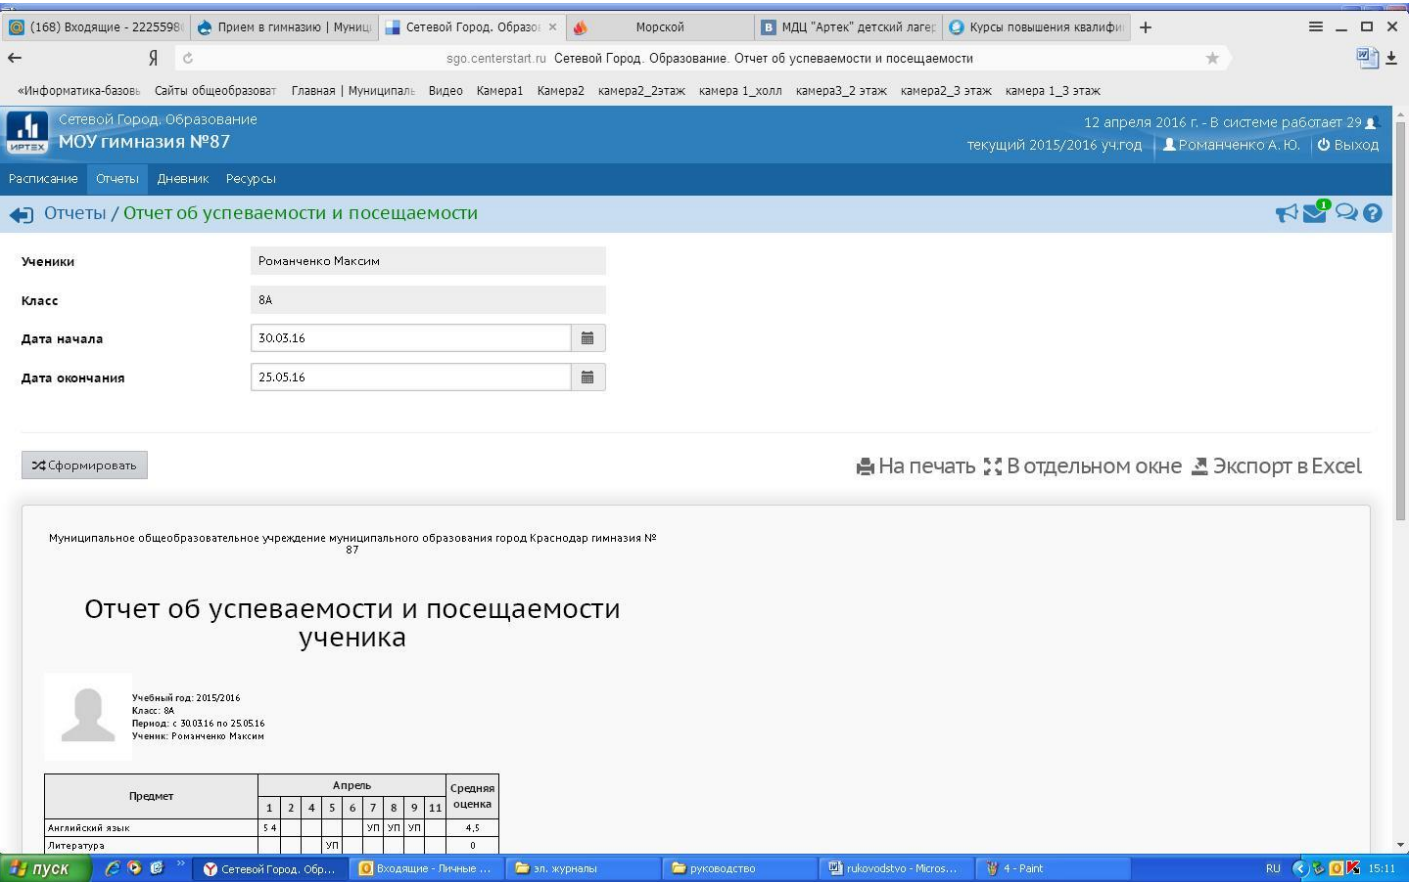 (168) Входящие - 2225598
Прием в гимназию | Муниц
Сетевой Город. Образо
Морской
МДЦ "Артек" детский лагер
Курсы повышения квалифи
Я
sgo.centerstart.ru Сетевой Город. Образование. Отчет об успеваемости и посещаемости
«Информатика-базовь Сайты общеобразоват Главная | Муниципаль Видео Камера1 Камера2 камера2_2этаж камера 1_холл камера3_2 этаж камера2_3 этаж камера 1_3 этаж
ИРТЕХ
Сетевой Город. Образование
МОУ гимназия №87
12 апреля 2016 г. - В системе работает 29
текущий 2015/2016 уч.год Романченко А. Ю. Выход
Расписание Отчеты Дневник Ресурсы
Отчеты / Отчет об успеваемости и посещаемости
1
Ученики Романченко Максим
Класс 8А
Дата начала 30.03.16
Дата окончания 25.05.16
Сформировать
На печать В отдельном окне Экспорт в Excel
Муниципальное общеобразовательное учреждение муниципального образования город Краснодар гимназия №
87
Отчет об успеваемости и посещаемости
ученика
Учебный год: 2015/2016
Класс: 8А
Период: с 30.03.16 по 25.05.16
Ученик: Романченко Максим
Предмет Апрель Средняя оценка
1 2 4 5 6 7 8 9 11
Английский язык 5 4 УП УП УП 4,5
Литература УП 0
пуск
Сетевой Город. Обр...
Входящие - Личные ...
эл. журналы
руководство
rukovodstvo - Micros...
4 - Paint
RU
15:11